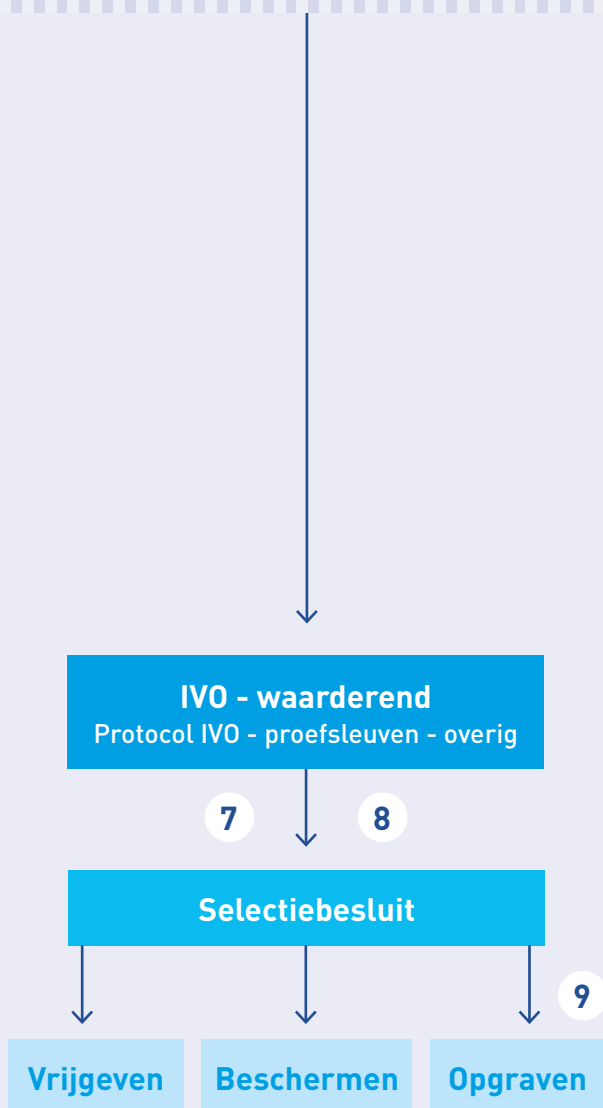 IVO - waarderend
Protocol IVO - proefsleuven - overig
7
8
Selectiebesluit
9
Vrijgeven
Beschermen
Opgraven